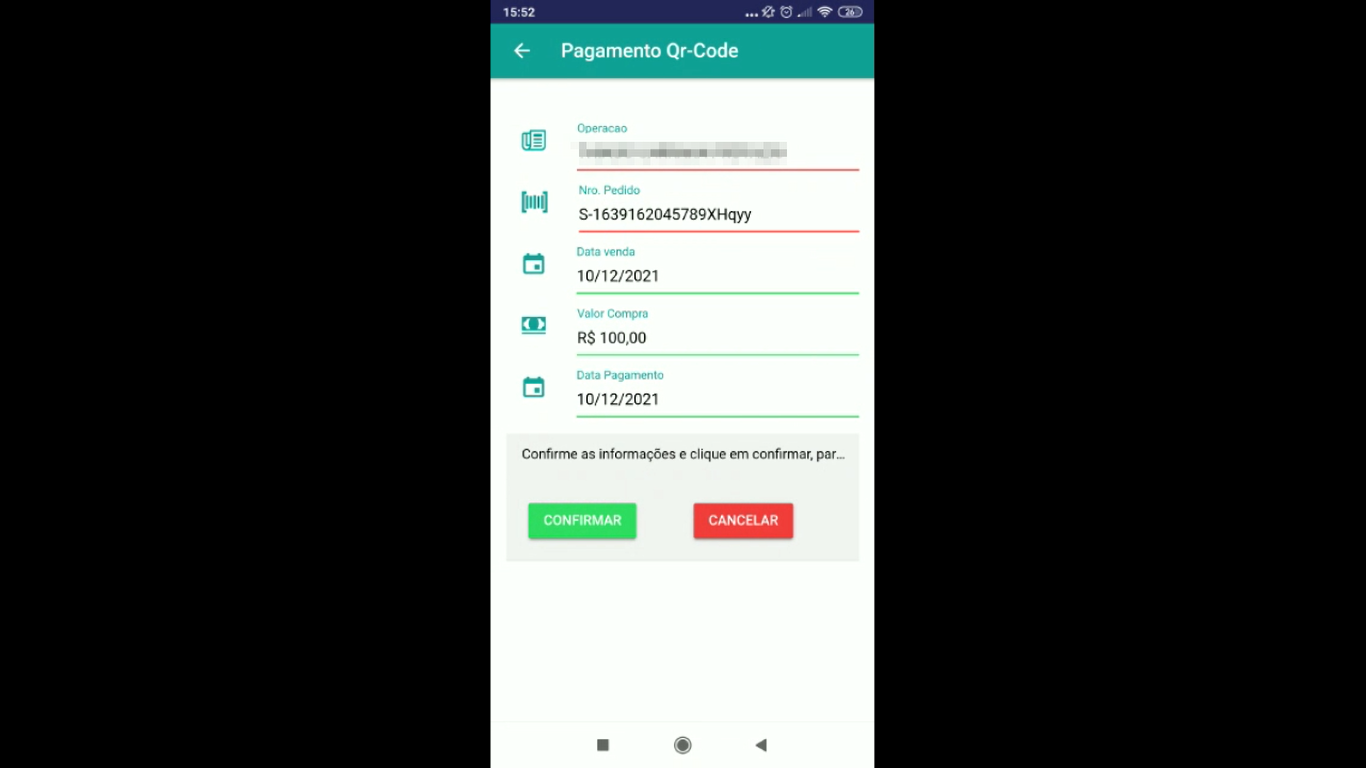 15:52
26
Pagamento Qr-Code
Operacao
Nro. Pedido
S-1639162045789XHqyy
Data venda
10/12/2021
Valor Compra
R$ 100,00
Data Pagamento
10/12/2021
Confirme as informações e clique em confirmar, par...
CONFIRMAR
CANCELAR